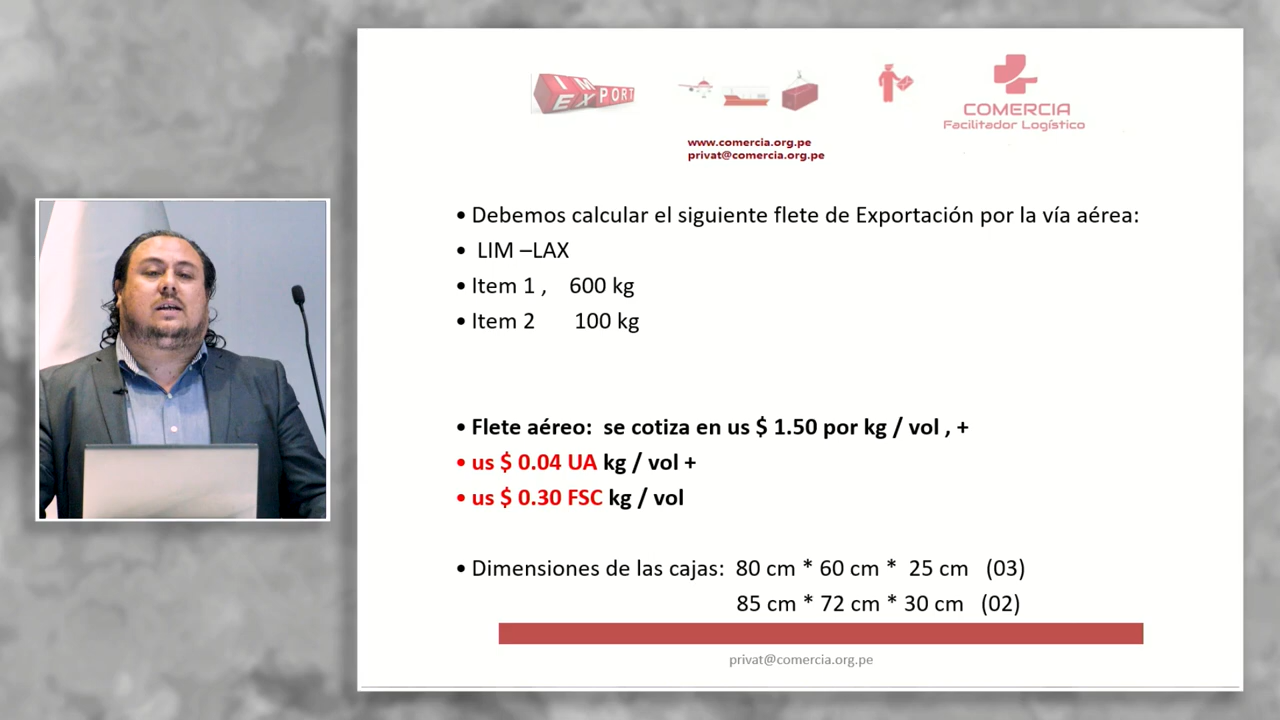 IM
EXPORT
COMERCIA
Facilitador Logístico
www.comercia.org.pe
privat@comercia.org.pe
• Debemos calcular el siguiente flete de Exportación por la vía aérea:
• LIM –LAX
• Item 1 , 600 kg
• Item 2 100 kg
• Flete aéreo: se cotiza en us $ 1.50 por kg / vol , +
• us $ 0.04 UA kg / vol +
• us $ 0.30 FSC kg / vol
• Dimensiones de las cajas: 80 cm * 60 cm * 25 cm (03)
85 cm * 72 cm * 30 cm (02)
privat@comercia.org.pe